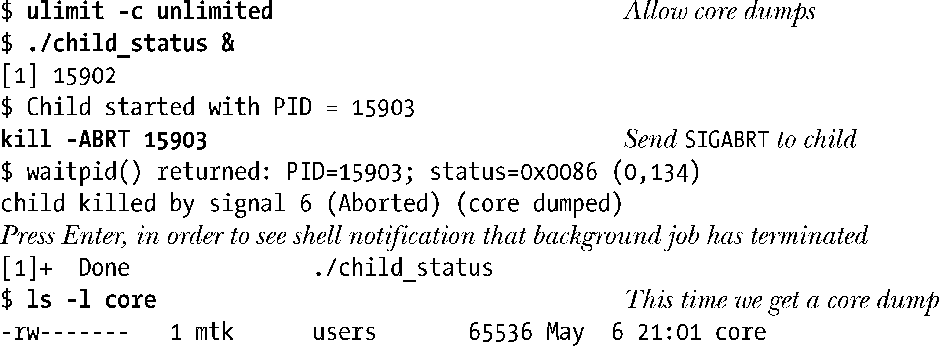 $ ulimit -c unlimited Allow core dumps
$ ./child_status &
[1] 15902
$ Child started with PID = 15903
kill -ABRT 15903 Send SIGABRT to child
$ waitpid() returned: PID=15903; status=0x0086 (0,134)
child killed by signal 6 (Aborted) (core dumped)
Press Enter, in order to see shell notification that background job has terminated
[1]+ Done ./child_status
$ ls -l core This time we get a core dump
-rw------- 1 mtk users 65536 May 6 21:01 core